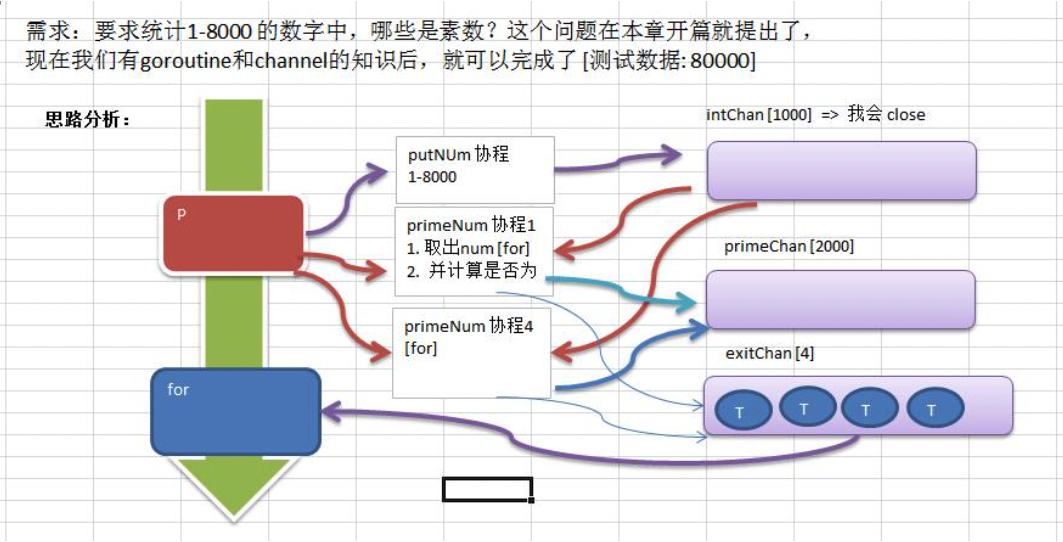 需求：要求统计1-8000 的数字中，哪些是素数？这个问题在本章开篇就提出了，
现在我们有goroutine和channel的知识后，就可以完成了 [测试数据: 80000]
思路分析：
intChan [1000] => 我会 close
putNUm 协程
1-8000
P
primeNum 协程1
1. 取出num [for]
2. 并计算是否为
primeChan [2000]
primeNum 协程4
[for]
exitChan [4]
for
T
T
T
T